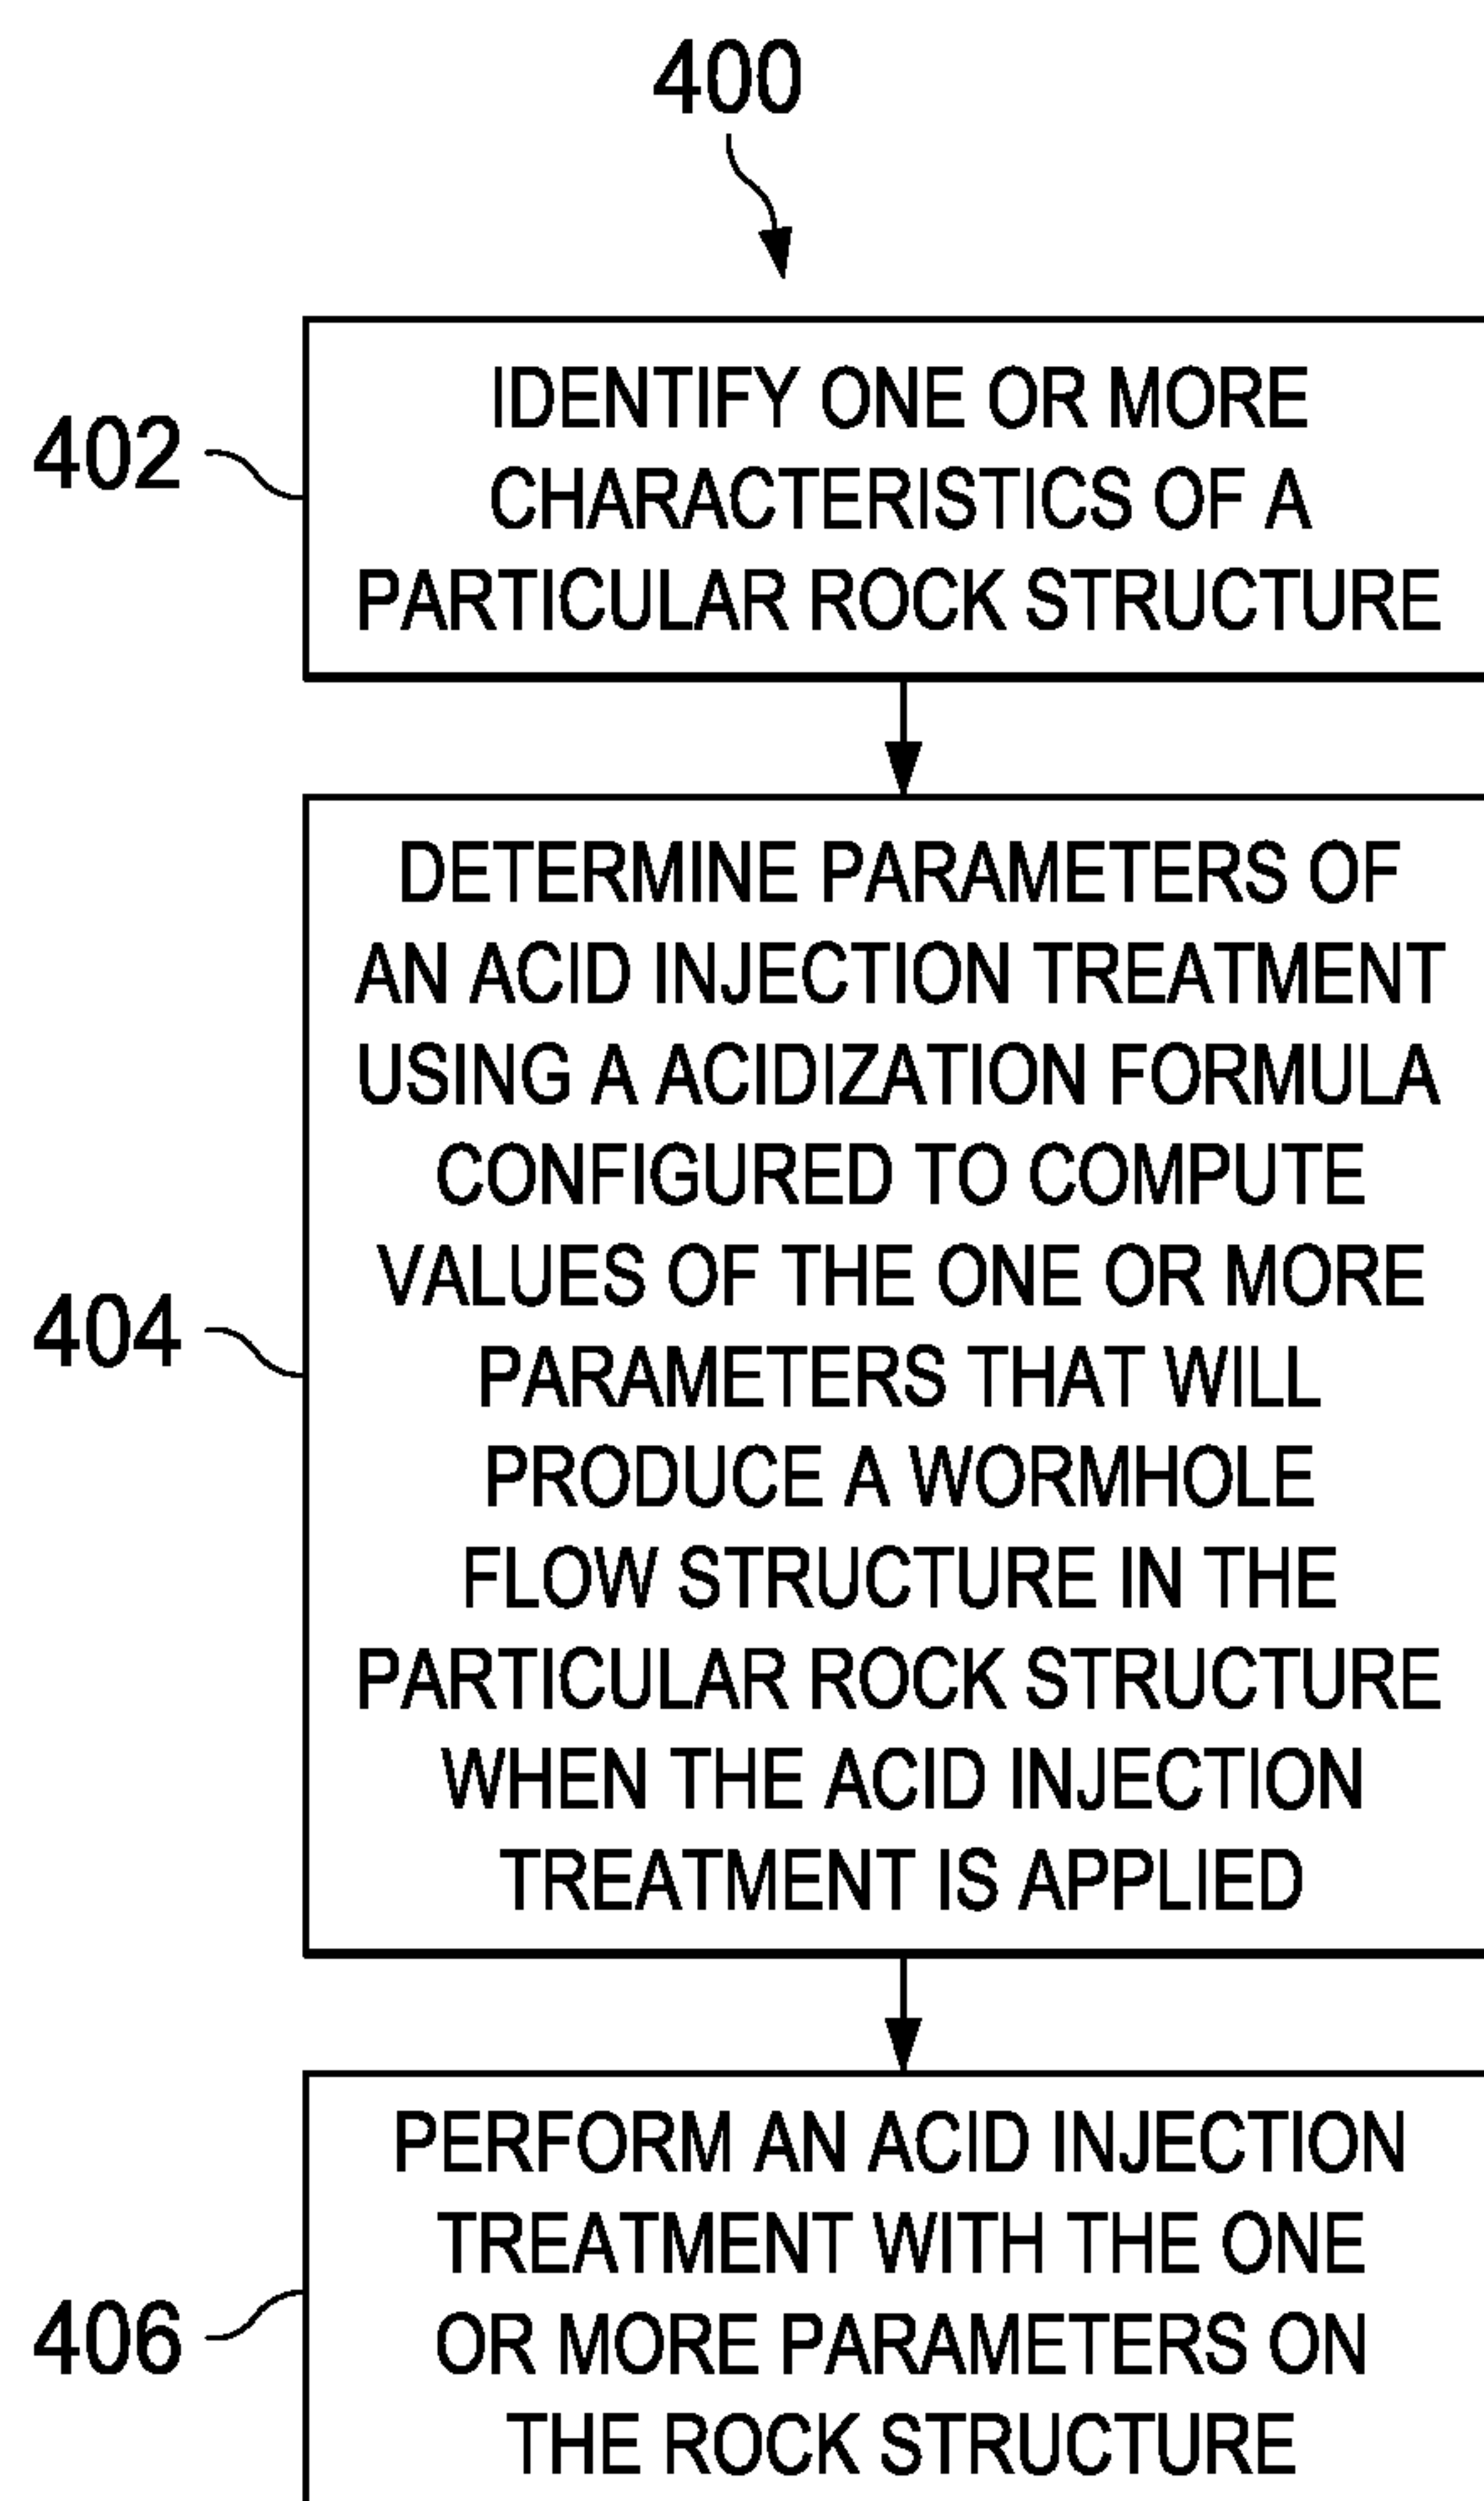 400
402
IDENTIFY ONE OR MORE
CHARACTERISTICS OF A
PARTICULAR ROCK STRUCTURE
404
DETERMINE PARAMETERS OF
AN ACID INJECTION TREATMENT
USING A ACIDIZATION FORMULA
CONFIGURED TO COMPUTE
VALUES OF THE ONE OR MORE
PARAMETERS THAT WILL
PRODUCE A WORMHOLE
FLOW STRUCTURE IN THE
PARTICULAR ROCK STRUCTURE
WHEN THE ACID INJECTION
TREATMENT IS APPLIED
406
PERFORM AN ACID INJECTION
TREATMENT WITH THE ONE
OR MORE PARAMETERS ON
THE ROCK STRUCTURE